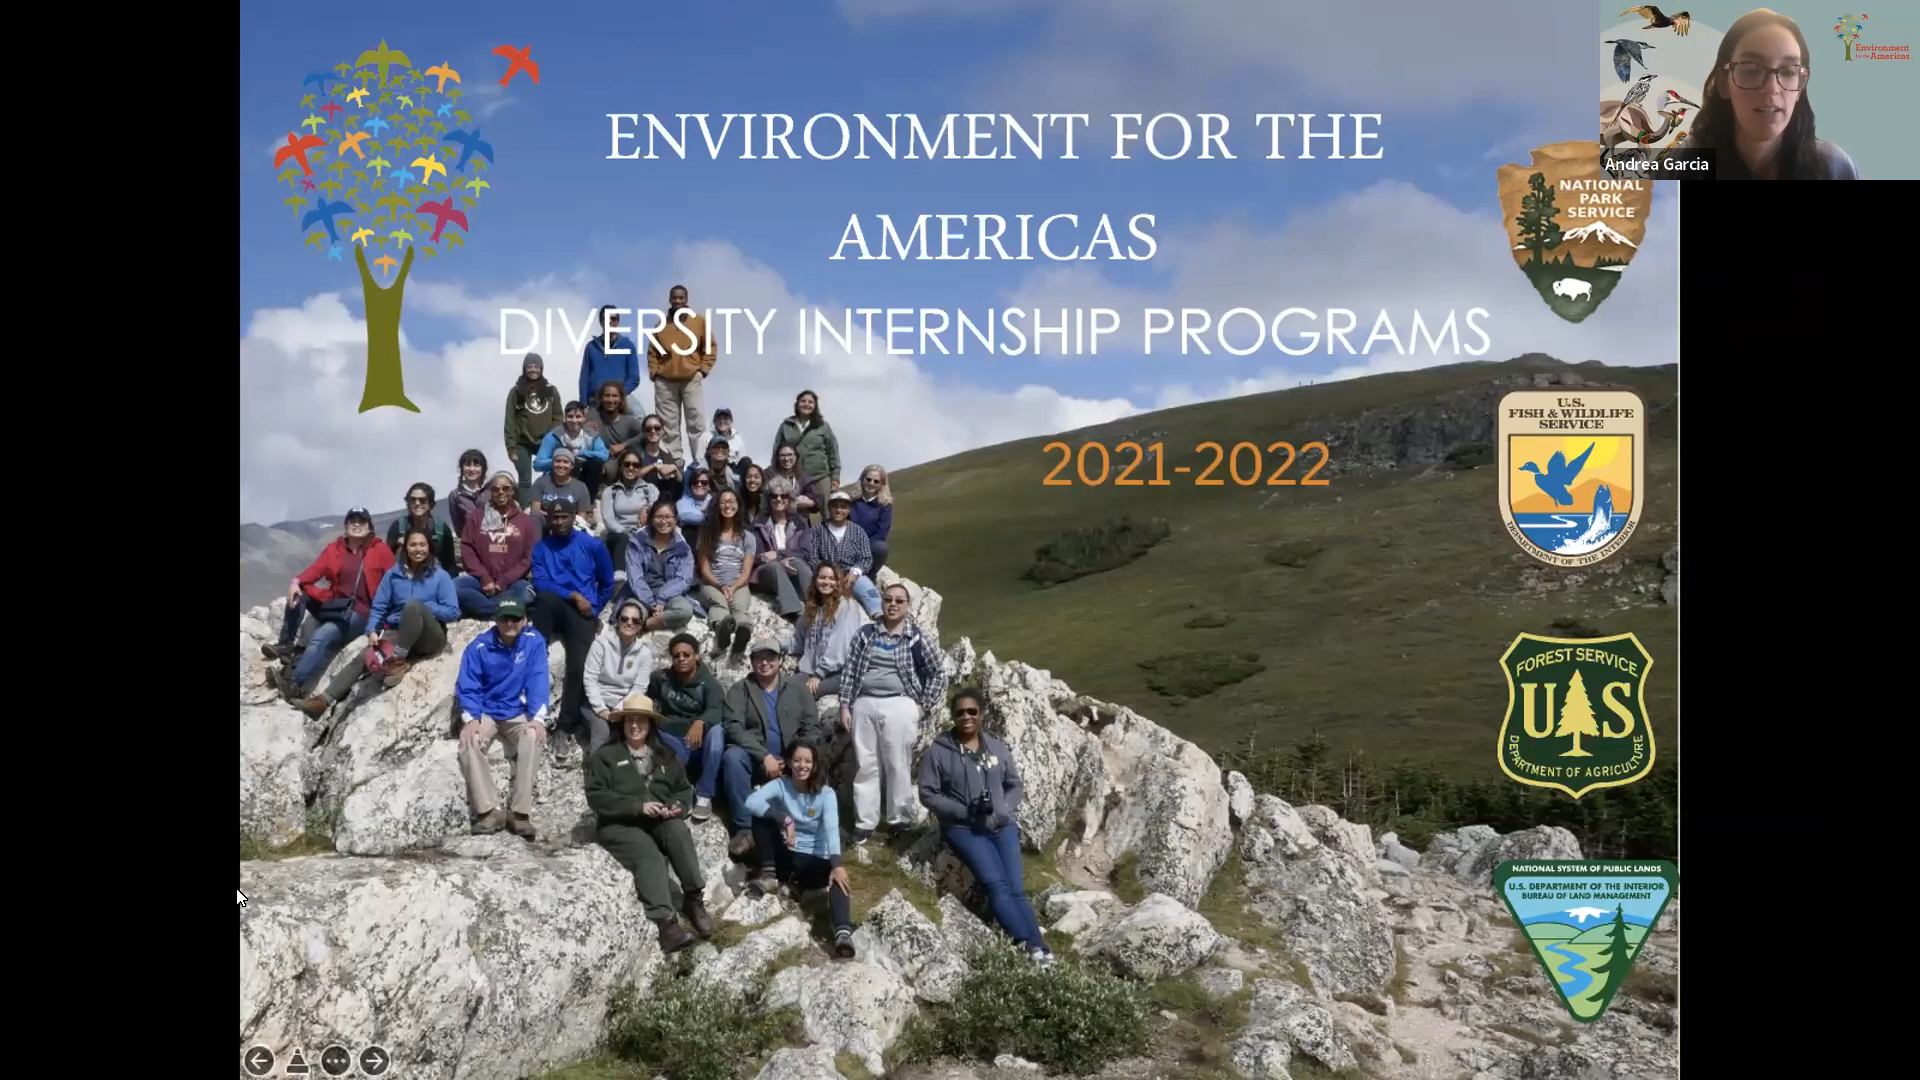 ENVIRONMENT FOR THE
AMERICAS
DIVERSITY INTERNSHIP PROGRAMS
2021-2022
Environment
for the Americas
Andrea Garcia
NATIONAL
PARK
SERVICE
U.S.
FISH & WILDLIFE
SERVICE
DEPARTMENT OF THE INTERIOR
FOREST SERVICE
U S
DEPARTMENT OF AGRICULTURE
NATIONAL SYSTEM OF PUBLIC LANDS
U.S. DEPARTMENT OF THE INTERIOR
BUREAU OF LAND MANAGEMENT